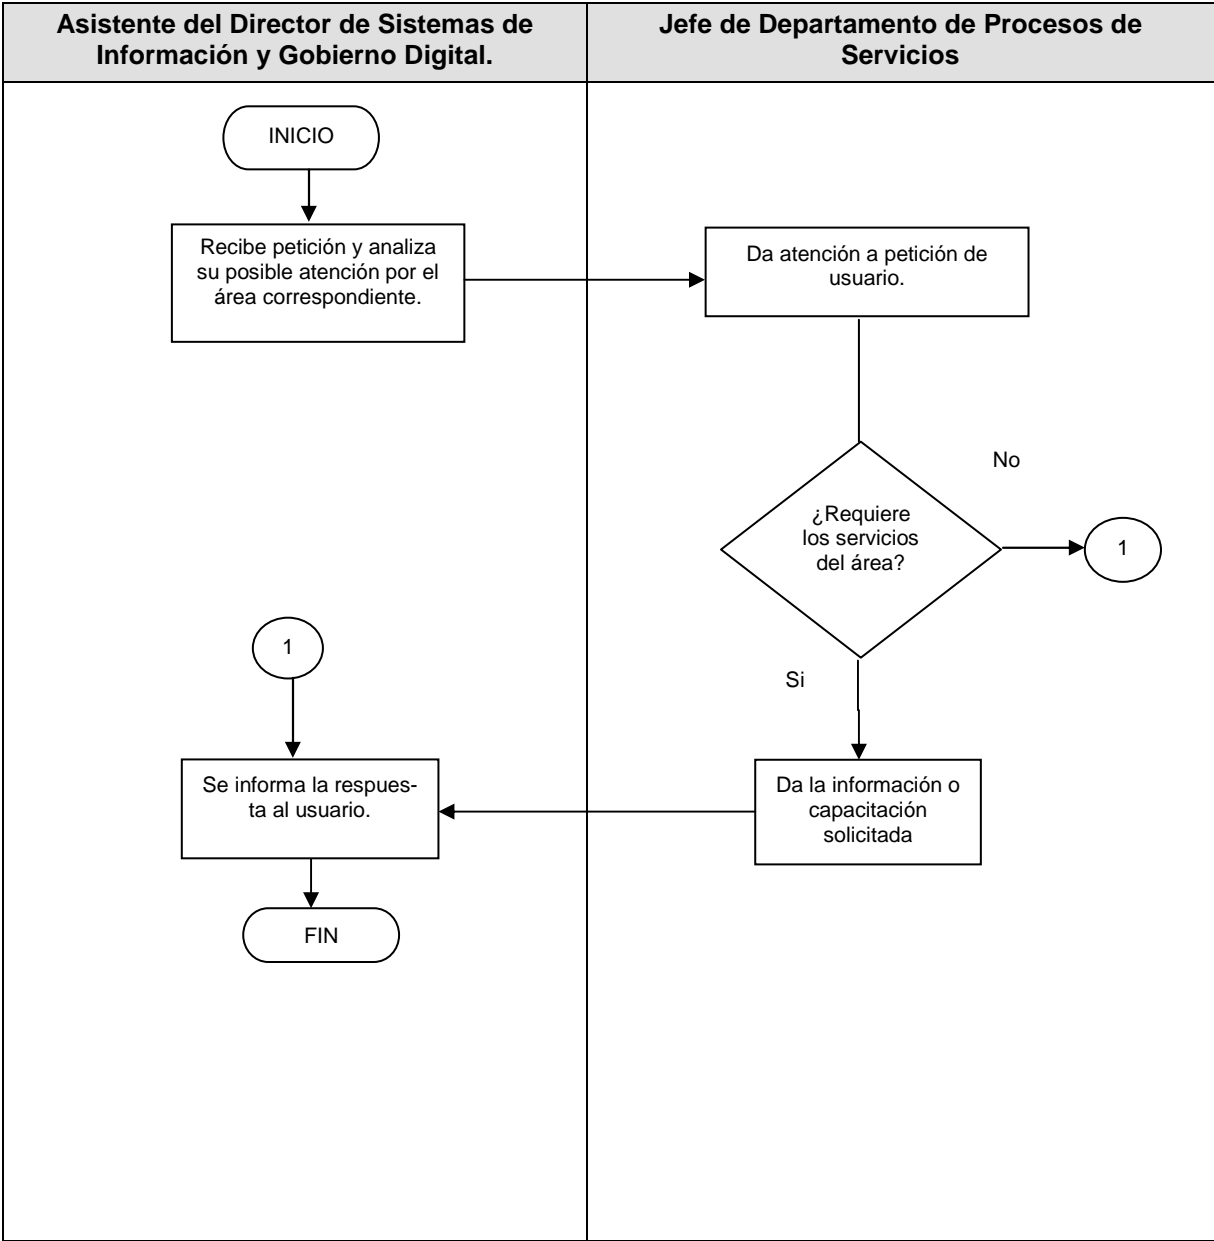 Asistente del Director de Sistemas de
Información y Gobierno Digital.
Jefe de Departamento de Procesos de
Servicios
INICIO
Recibe petición y analiza
su posible atención por el
área correspondiente.
Da atención a petición de
usuario.
No
¿Requiere
los servicios
del área?
1
1
Si
Se informa la respues-
ta al usuario.
Da la información o
capacitación
solicitada
FIN